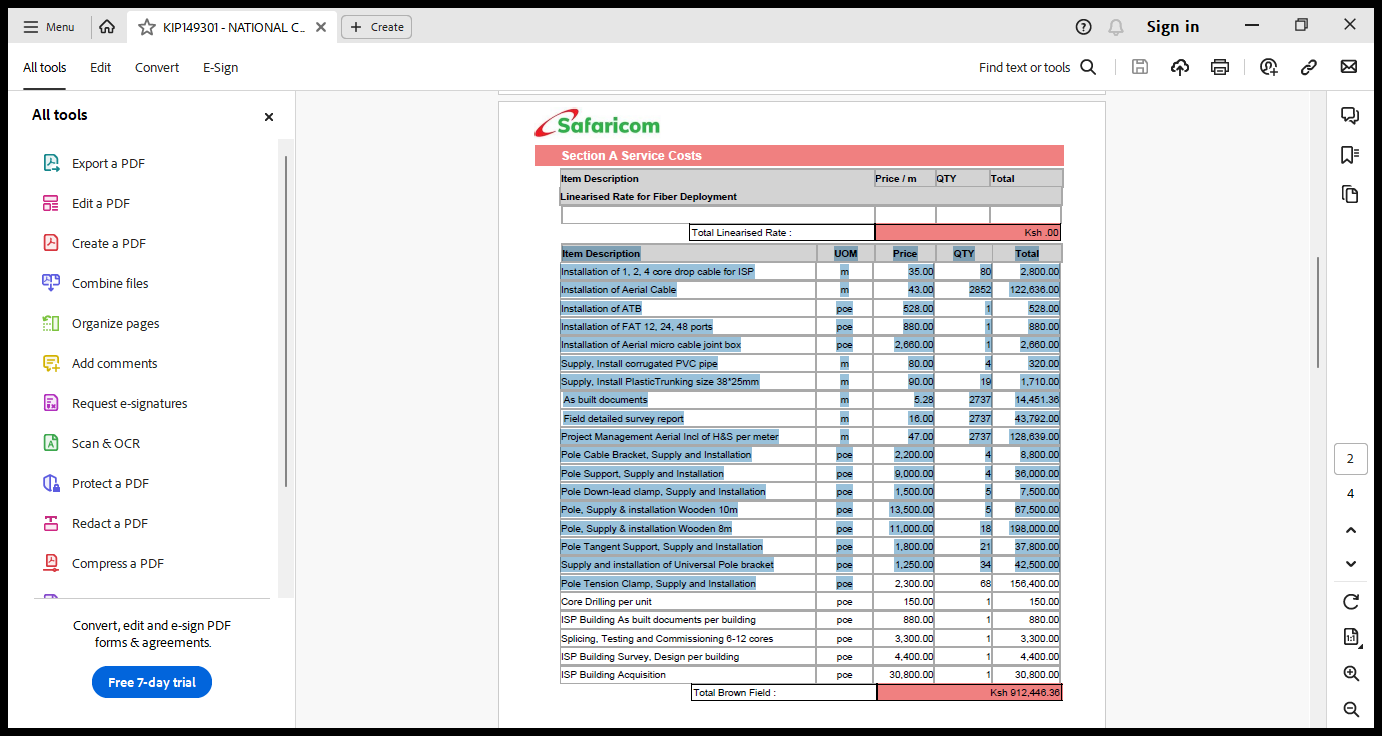 Menu
KIP149301 - NATIONAL C...
Create
Sign in
All tools
Edit
Convert
E-Sign
Find text or tools
All tools
Export a PDF
Edit a PDF
Create a PDF
Combine files
Organize pages
Add comments
Request e-signatures
Scan & OCR
Protect a PDF
Redact a PDF
Compress a PDF
Convert, edit and e-sign PDF
forms & agreements.
Free 7-day trial
Safaricom
Section A Service Costs
Item Description Price / m QTY Total
Linearised Rate for Fiber Deployment
Total Linearised Rate : Ksh .00
Item Description UOM Price QTY Total
Installation of 1, 2, 4 core drop cable for ISP m 35.00 80 2,800.00
Installation of Aerial Cable m 43.00 2852 122,636.00
Installation of ATB poe 528.00 1 528.00
Installation of FAT 12, 24, 48 ports poe 880.00 1 880.00
Installation of Aerial micro cable joint box poe 2,660.00 1 2,660.00
Supply, Install corrugated PVC pipe m 80.00 4 320.00
Supply, Install PlasticTrunking size 38*25mm m 90.00 19 1,710.00
As built documents m 5.28 2737 14,451.36
Field detailed survey report m 16.00 2737 43,792.00
Project Management Aerial Incl of H&S per meter m 47.00 2737 128,639.00
Pole Cable Bracket, Supply and Installation poe 2,200.00 4 8,800.00
Pole Support, Supply and Installation poe 9,000.00 4 36,000.00
Pole Down-lead clamp, Supply and Installation poe 1,500.00 5 7,500.00
Pole, Supply & installation Wooden 10m poe 13,500.00 5 67,500.00
Pole, Supply & installation Wooden 8m poe 11,000.00 18 198,000.00
Pole Tangent Support, Supply and Installation poe 1,800.00 21 37,800.00
Supply and installation of Universal Pole bracket poe 1,250.00 34 42,500.00
Pole Tension Clamp, Supply and Installation poe 2,300.00 68 156,400.00
Core Drilling per unit poe 150.00 1 150.00
ISP Building As built documents per building poe 880.00 1 880.00
Splicing, Testing and Commissioning 6-12 cores poe 3,300.00 1 3,300.00
ISP Building Survey, Design per building poe 4,400.00 1 4,400.00
ISP Building Acquisition poe 30,800.00 1 30,800.00
Total Brown Field : Ksh 912,446.36
2
4
1:1